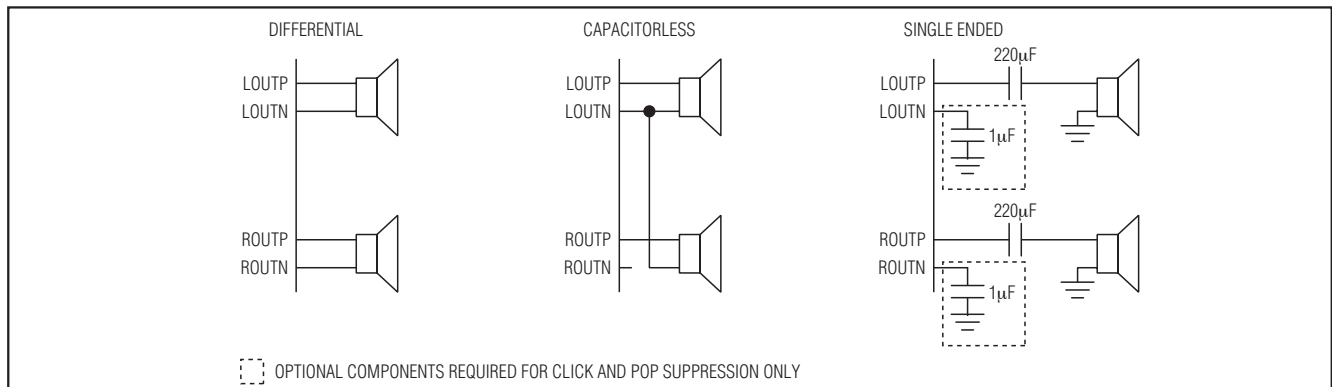 DIFFERENTIAL
LOUTP
LOUTN
ROUTP
ROUTN
CAPACITORLESS
LOUTP
LOUTN
ROUTP
ROUTN
SINGLE ENDED
220μF
LOUTP
LOUTN
1μF
220μF
ROUTP
ROUTN
1μF
OPTIONAL COMPONENTS REQUIRED FOR CLICK AND POP SUPPRESSION ONLY